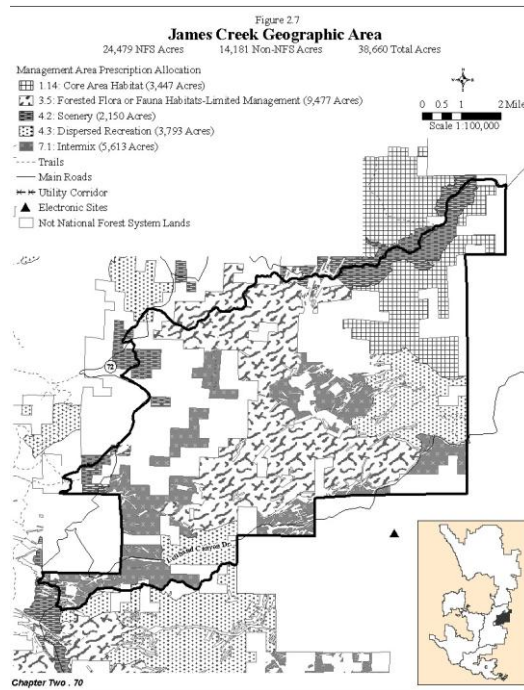 Figure 2.7
James Creek Geographic Area
24,479 NFS Acres 14,181 Non-NFS Acres 38,660 Total Acres
Management Area Prescription Allocation
1.14: Core Area Habitat (3,447 Acres)
3.5: Forested Flora or Fauna Habitats-Limited Management (9,477 Acres)
4.2: Scenery (2,150 Acres)
4.3: Dispersed Recreation (3,793 Acres)
7.1: Intermix (5,613 Acres)
Trails
Main Roads
Utility Corridor
Electronic Sites
Not National Forest System Lands
0 0.5 1 2 Miles
Scale 1:100,000
72
Canyon Dr.
Chapter Two . 70